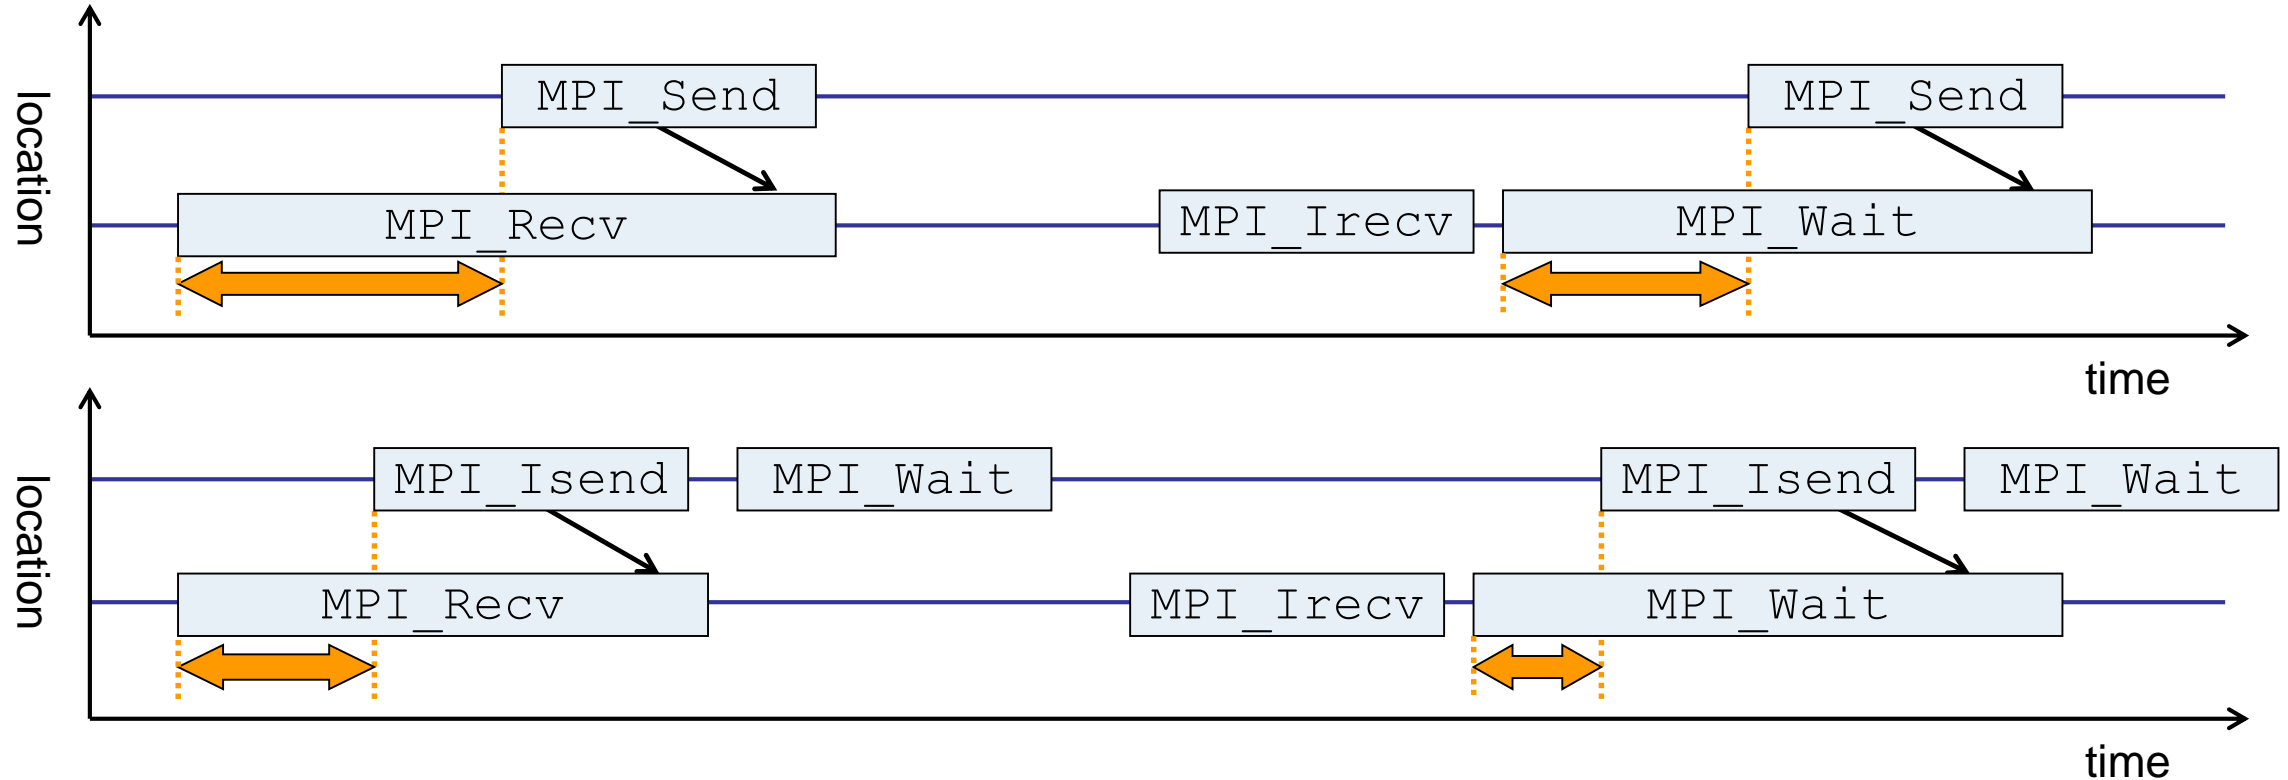 location
MPI_Send
MPI_Send
MPI_Recv
MPI_Irecv
MPI_Wait
time
location
MPI_Isend
MPI_Wait
MPI_Isend
MPI_Wait
MPI_Recv
MPI_Irecv
MPI_Wait
time